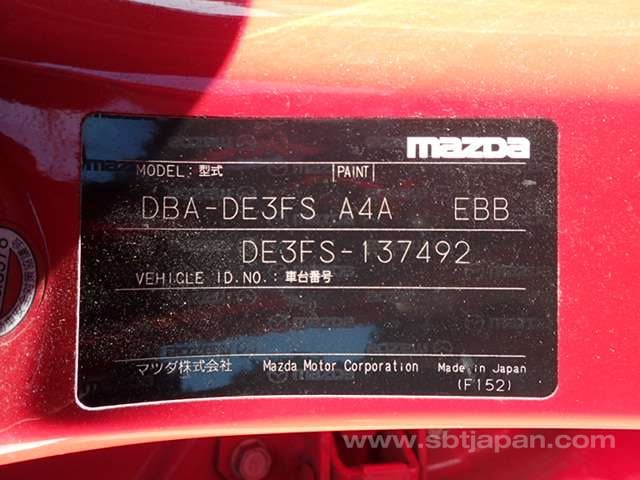 mazda
MODEL: 型式 PAINT
DBA-DE3FS A4A EBB
DE3FS-137492
VEHICLE ID.NO.: 車台番号
マツダ株式会社 Mazda Motor Corporation Made in Japan
(F152)
www.sbtjapan.com